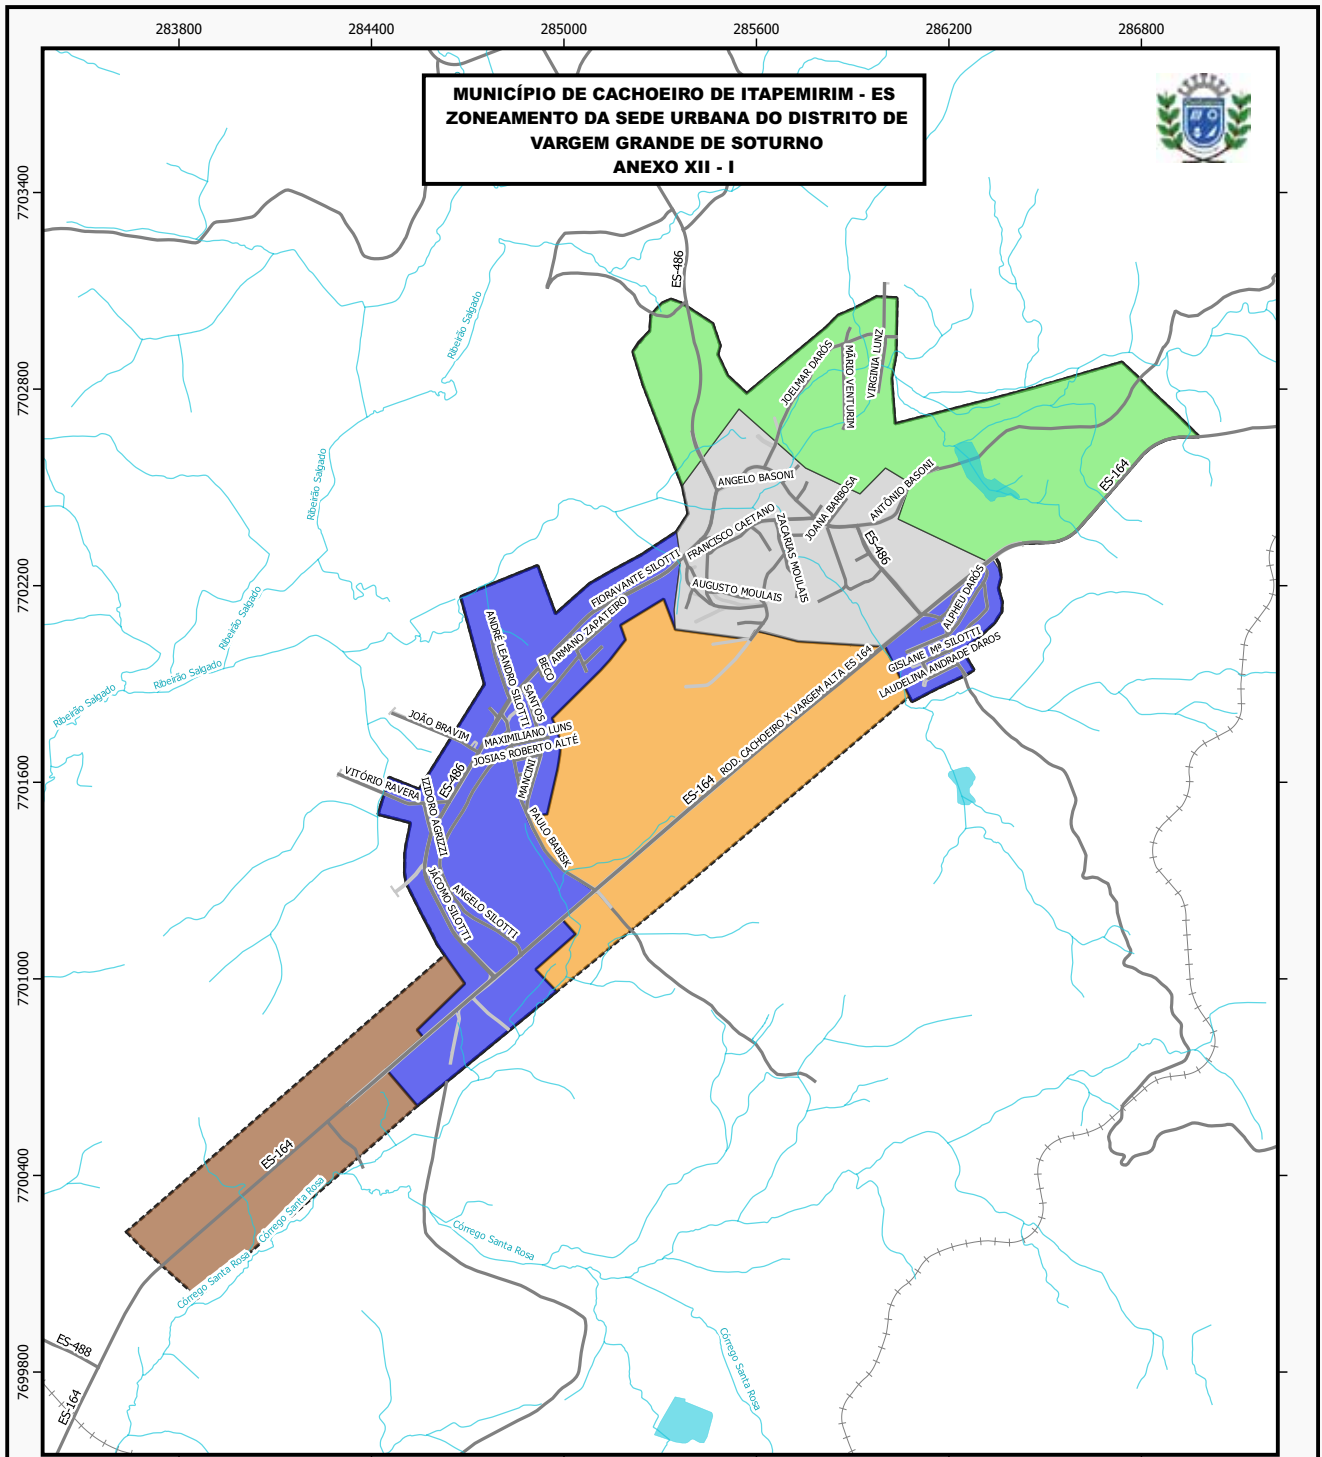 283800 284400 285000 285600 286200 286800
MUNICÍPIO DE CACHOEIRO DE ITAPEMIRIM - ES
ZONEAMENTO DA SEDE URBANA DO DISTRITO DE
VARGEM GRANDE DE SOTURNO
ANEXO XII - I
7703400
7702800
7702200
7701600
7701000
7700400
7699800
ES-486
Ribeirão Salgado
JOELMAR DARÓS
MÁRIO VENTURIM
VIRGINIA LUNZ
Ribeirão Salgado
ANGELO BASONI
JOANA BARBOSA
ANTÔNIO BASONI
ES-164
FRANCISCO CAETANO
ZACARIAS MOULAIS
ES-486
AUGUSTO MOULAIS
FIORAVANTE SILOTTI
ARMANO ZAPATEIRO
ALPHEU DARÓS
GISLANE Mª SILOTTI
LAUDELINA ANDRADE DAROS
Ribeirão Salgado
Ribeirão Salgado
Ribeirão Salgado
ANDRÉ LEANDRO SILOTTI
BECO
SANTOS
JOÃO BRAVIM
MAXIMILIANO LUNS
JOSIAS ROBERTO ALTÉ
VITÓRIO RAVERA
IZIDORO AGRIZZI
ES-486
MANCINI
PAULO BABISK
ES-164
ROD. CACHOEIRO X VARGEM ALTA ES 164
JÁCOMO SILOTTI
ANGELO SILOTTI
ES-164
Córrego Santa Rosa
Córrego Santa Rosa
Córrego Santa Rosa
Córrego Santa Rosa
ES-488
ES-164